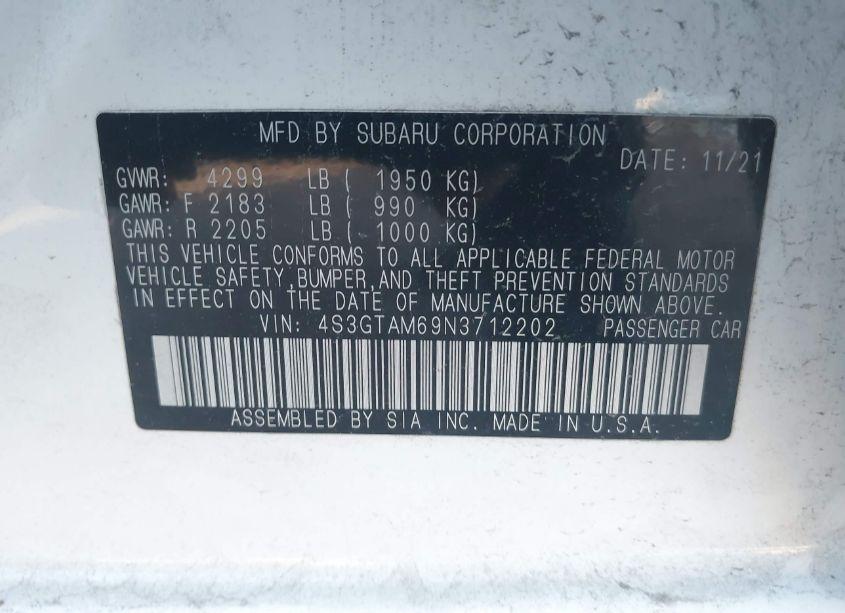 MFD BY SUBARU CORPORATION
DATE: 11/21
GVWR: 4299 LB ( 1950 KG)
GAWR: F 2183 LB ( 990 KG)
GAWR: R 2205 LB ( 1000 KG)
THIS VEHICLE CONFORMS TO ALL APPLICABLE FEDERAL MOTOR
VEHICLE SAFETY,BUMPER,AND THEFT PREVENTION STANDARDS
IN EFFECT ON THE DATE OF MANUFACTURE SHOWN ABOVE.
VIN: 4S3GTAM69N3712202 PASSENGER CAR
ASSEMBLED BY SIA INC. MADE IN U.S.A.